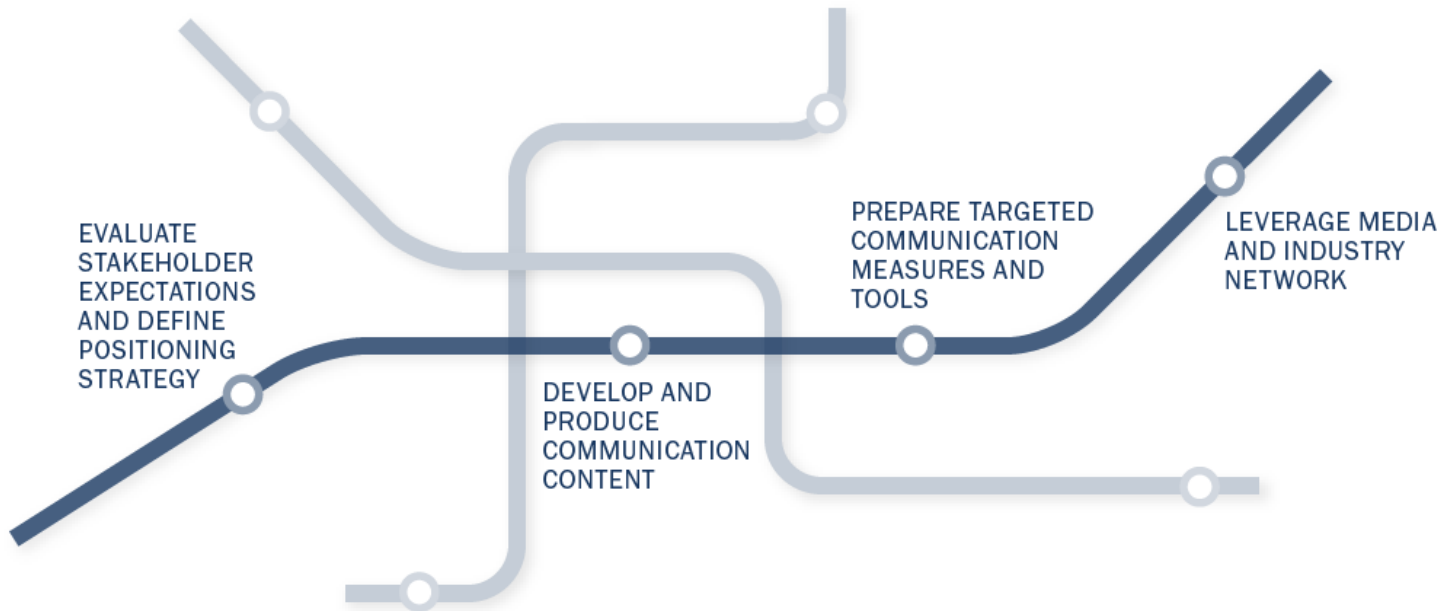 EVALUATE
STAKEHOLDER
EXPECTATIONS
AND DEFINE
POSITIONING
STRATEGY
DEVELOP AND
PRODUCE
COMMUNICATION
CONTENT
PREPARE TARGETED
COMMUNICATION
MEASURES AND
TOOLS
LEVERAGE MEDIA
AND INDUSTRY
NETWORK